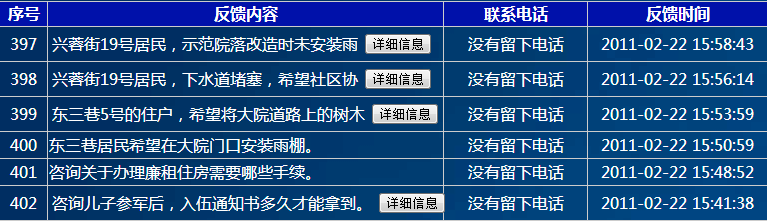 序号 反馈内容 联系电话 反馈时间
397 兴蓉街19号居民，示范院落改造时未安装雨 详细信息 没有留下电话 2011-02-22 15:58:43
398 兴蓉街19号居民，下水道堵塞，希望社区协 详细信息 没有留下电话 2011-02-22 15:56:14
399 东三巷5号的住户，希望将大院道路上的树木 详细信息 没有留下电话 2011-02-22 15:53:59
400 东三巷居民希望在大院门口安装雨棚。 没有留下电话 2011-02-22 15:50:59
401 咨询关于办理廉租住房需要哪些手续。 没有留下电话 2011-02-22 15:48:52
402 咨询儿子参军后，入伍通知书多久才能拿到。 详细信息 没有留下电话 2011-02-22 15:41:38